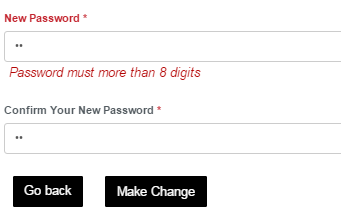 New Password *
••
Password must more than 8 digits
Confirm Your New Password *
••
Go back
Make Change